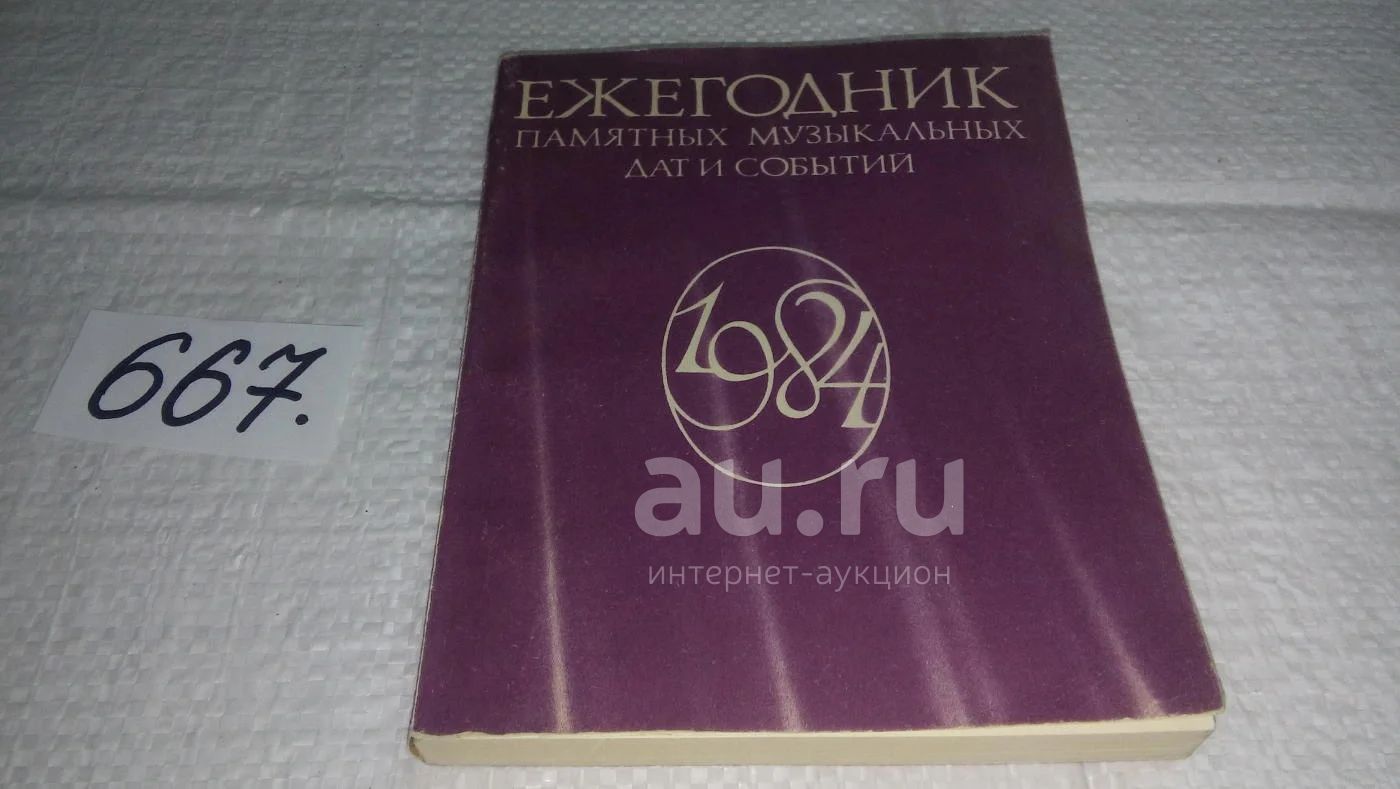 ЕЖЕГОДНИК
ПАМЯТНЫХ МУЗЫКАЛЬНЫХ
ДАТ И СОБЫТИЙ
1984
667.
au.ru
интернет-аукцион